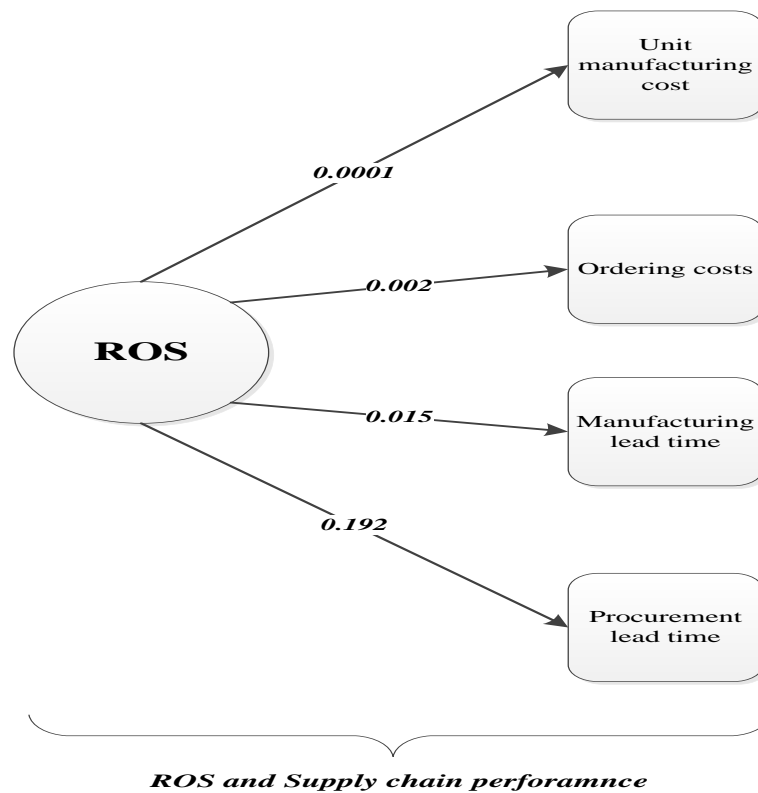 Unit
manufacturing
cost
0.0001
Ordering costs
0.002
ROS
Manufacturing
lead time
0.015
0.192
Procurement
lead time
ROS and Supply chain perforamnce